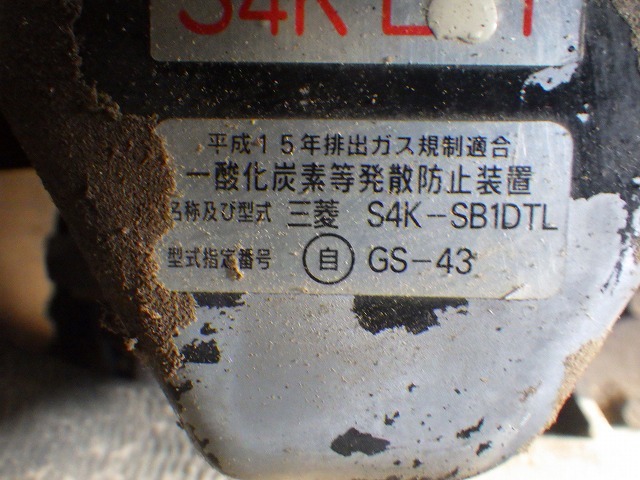 平成15年排出ガス規制適合
一酸化炭素等発散防止装置
名称及び型式 三菱 S4K-SB1DTL
型式指定番号 自 GS-43